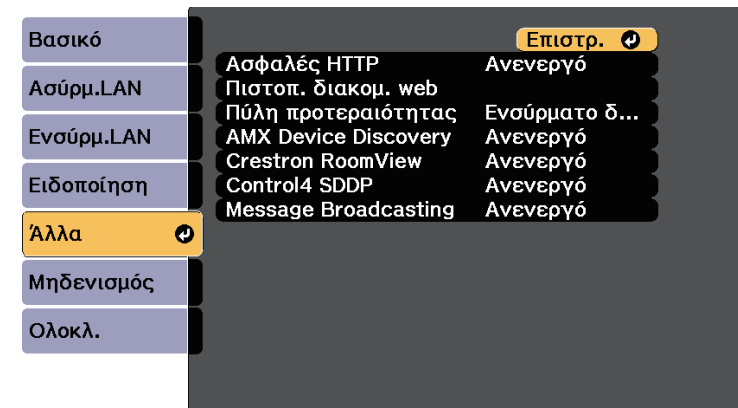 Βασικό
Ασύρμ.LAN
Ενσύρμ.LAN
Ειδοποίηση
Άλλα
Μηδενισμός
Ολοκλ.
Επιστρ.
Ασφαλές HTTP Ανενεργό
Πιστοπ. διακομ. web
Πύλη προτεραιότητας Ενσύρματο δ...
AMX Device Discovery Ανενεργό
Crestron RoomView Ανενεργό
Control4 SDDP Ανενεργό
Message Broadcasting Ανενεργό